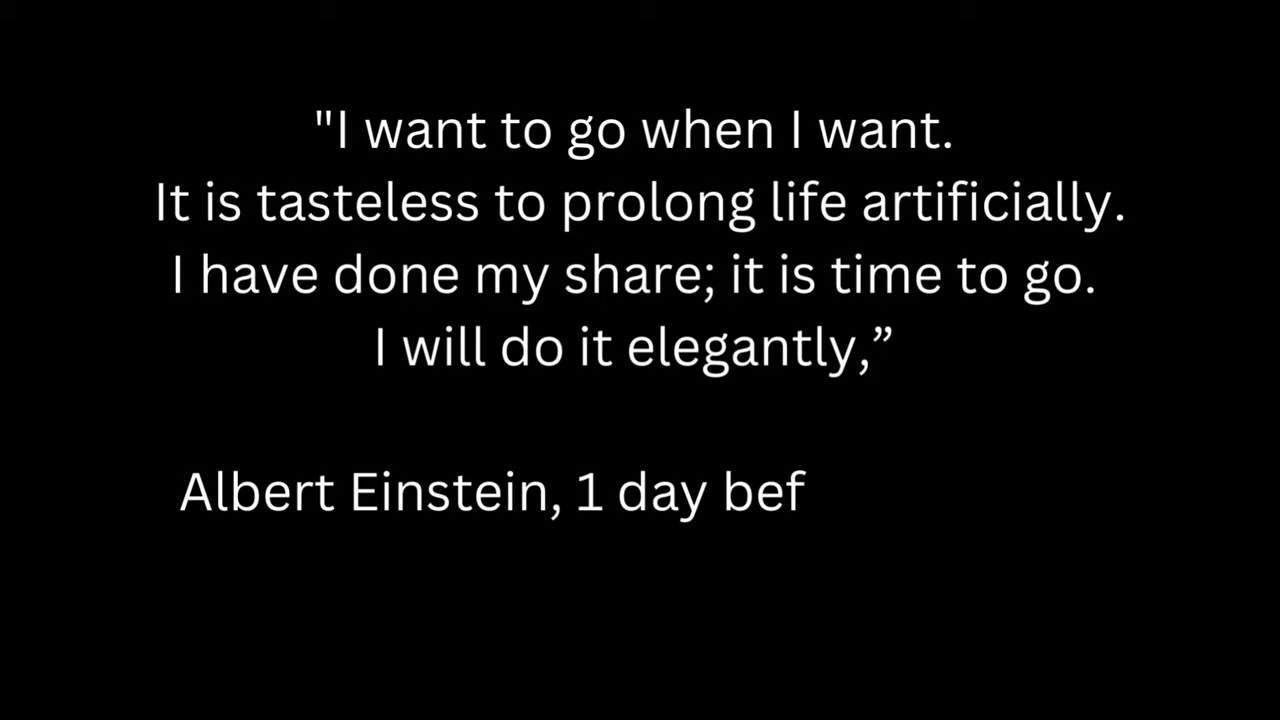 "I want to go when I want.
It is tasteless to prolong life artificially.
I have done my share; it is time to go.
I will do it elegantly,”
Albert Einstein, 1 day bef